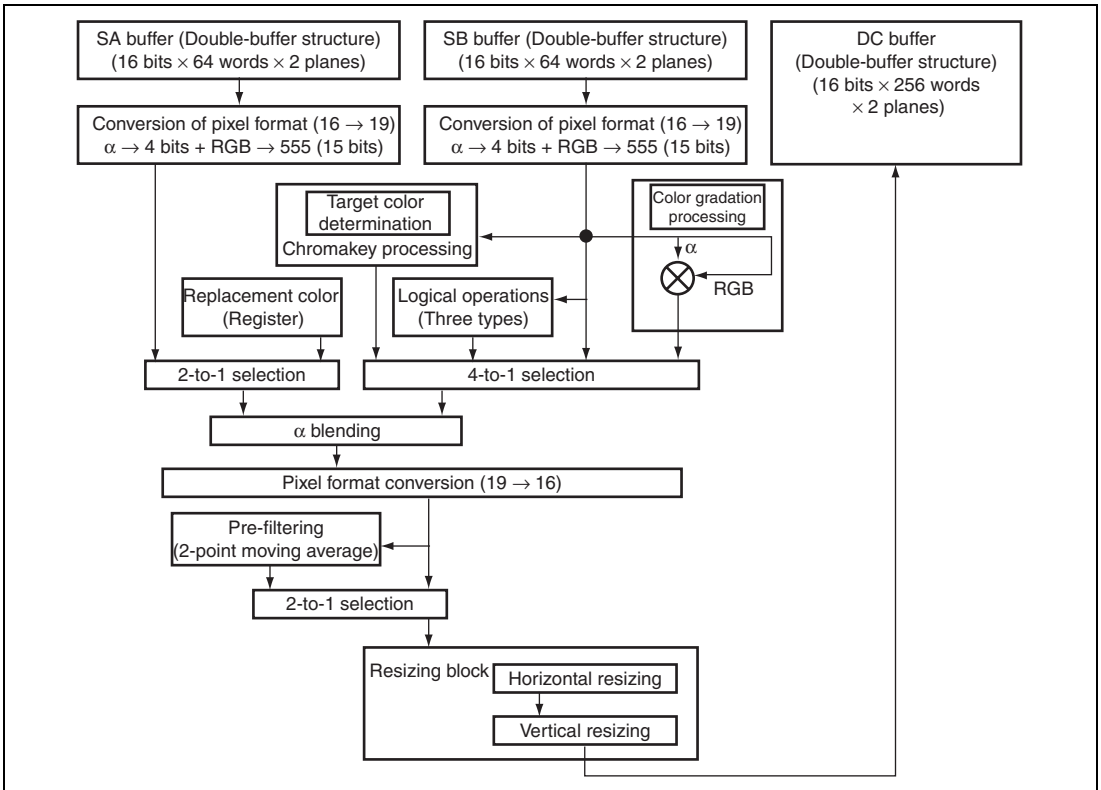 SA buffer (Double-buffer structure)
(16 bits × 64 words × 2 planes)
SB buffer (Double-buffer structure)
(16 bits × 64 words × 2 planes)
DC buffer
(Double-buffer structure)
(16 bits × 256 words
× 2 planes)
Conversion of pixel format (16 → 19)
α → 4 bits + RGB → 555 (15 bits)
Conversion of pixel format (16 → 19)
α → 4 bits + RGB → 555 (15 bits)
Target color
determination
Chromakey processing
Color gradation
processing
α
RGB
Replacement color
(Register)
Logical operations
(Three types)
2-to-1 selection
4-to-1 selection
α blending
Pixel format conversion (19 → 16)
Pre-filtering
(2-point moving average)
2-to-1 selection
Resizing block
Horizontal resizing
Vertical resizing